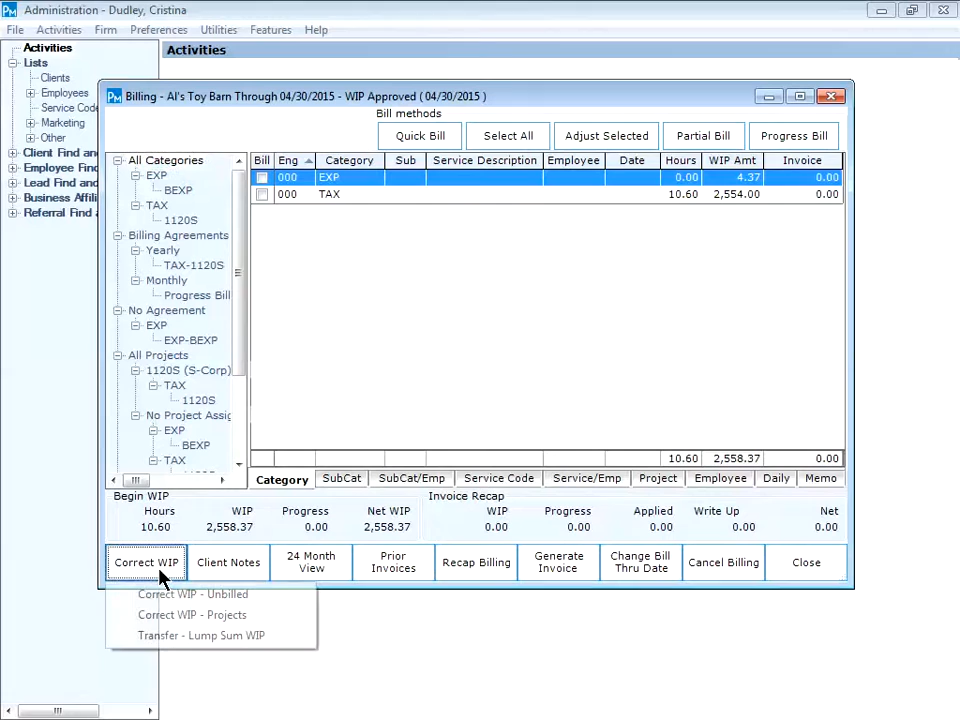 Administration - Dudley, Cristina
File Activities Firm Preferences Utilities Features Help
Activities
Lists
Clients
Employees
Service Code
Marketing
Other
Client Find an
Employee Find
Lead Find and
Business Affili
Referral Find a
Activities
PM Billing - Al's Toy Barn Through 04/30/2015 - WIP Approved ( 04/30/2015 )
Bill methods
Quick Bill Select All Adjust Selected Partial Bill Progress Bill
All Categories
EXP
BEXP
TAX
1120S
Billing Agreements
Yearly
TAX-1120S
Monthly
Progress Bill
No Agreement
EXP
EXP-BEXP
All Projects
1120S (S-Corp)
TAX
1120S
No Project Assig
EXP
BEXP
TAX
Bill Eng Category Sub Service Description Employee Date Hours WIP Amt Invoice
000 EXP 0.00 4.37 0.00
000 TAX 10.60 2,554.00 0.00
10.60 2,558.37 0.00
Category SubCat SubCat/Emp Service Code Service/Emp Project Employee Daily Memo
Begin WIP
Hours WIP Progress Net WIP
10.60 2,558.37 0.00 2,558.37
Invoice Recap
WIP Progress Applied Write Up Net
0.00 0.00 0.00 0.00 0.00
Correct WIP Client Notes 24 Month View Prior Invoices Recap Billing Generate Invoice Change Bill Thru Date Cancel Billing Close
Correct WIP - Unbilled
Correct WIP - Projects
Transfer - Lump Sum WIP